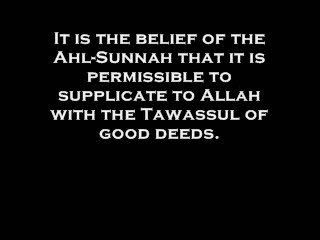 It is the belief of the
Ahl-Sunnah that it is
permissible to
supplicate to Allah
with the Tawassul of
good deeds.